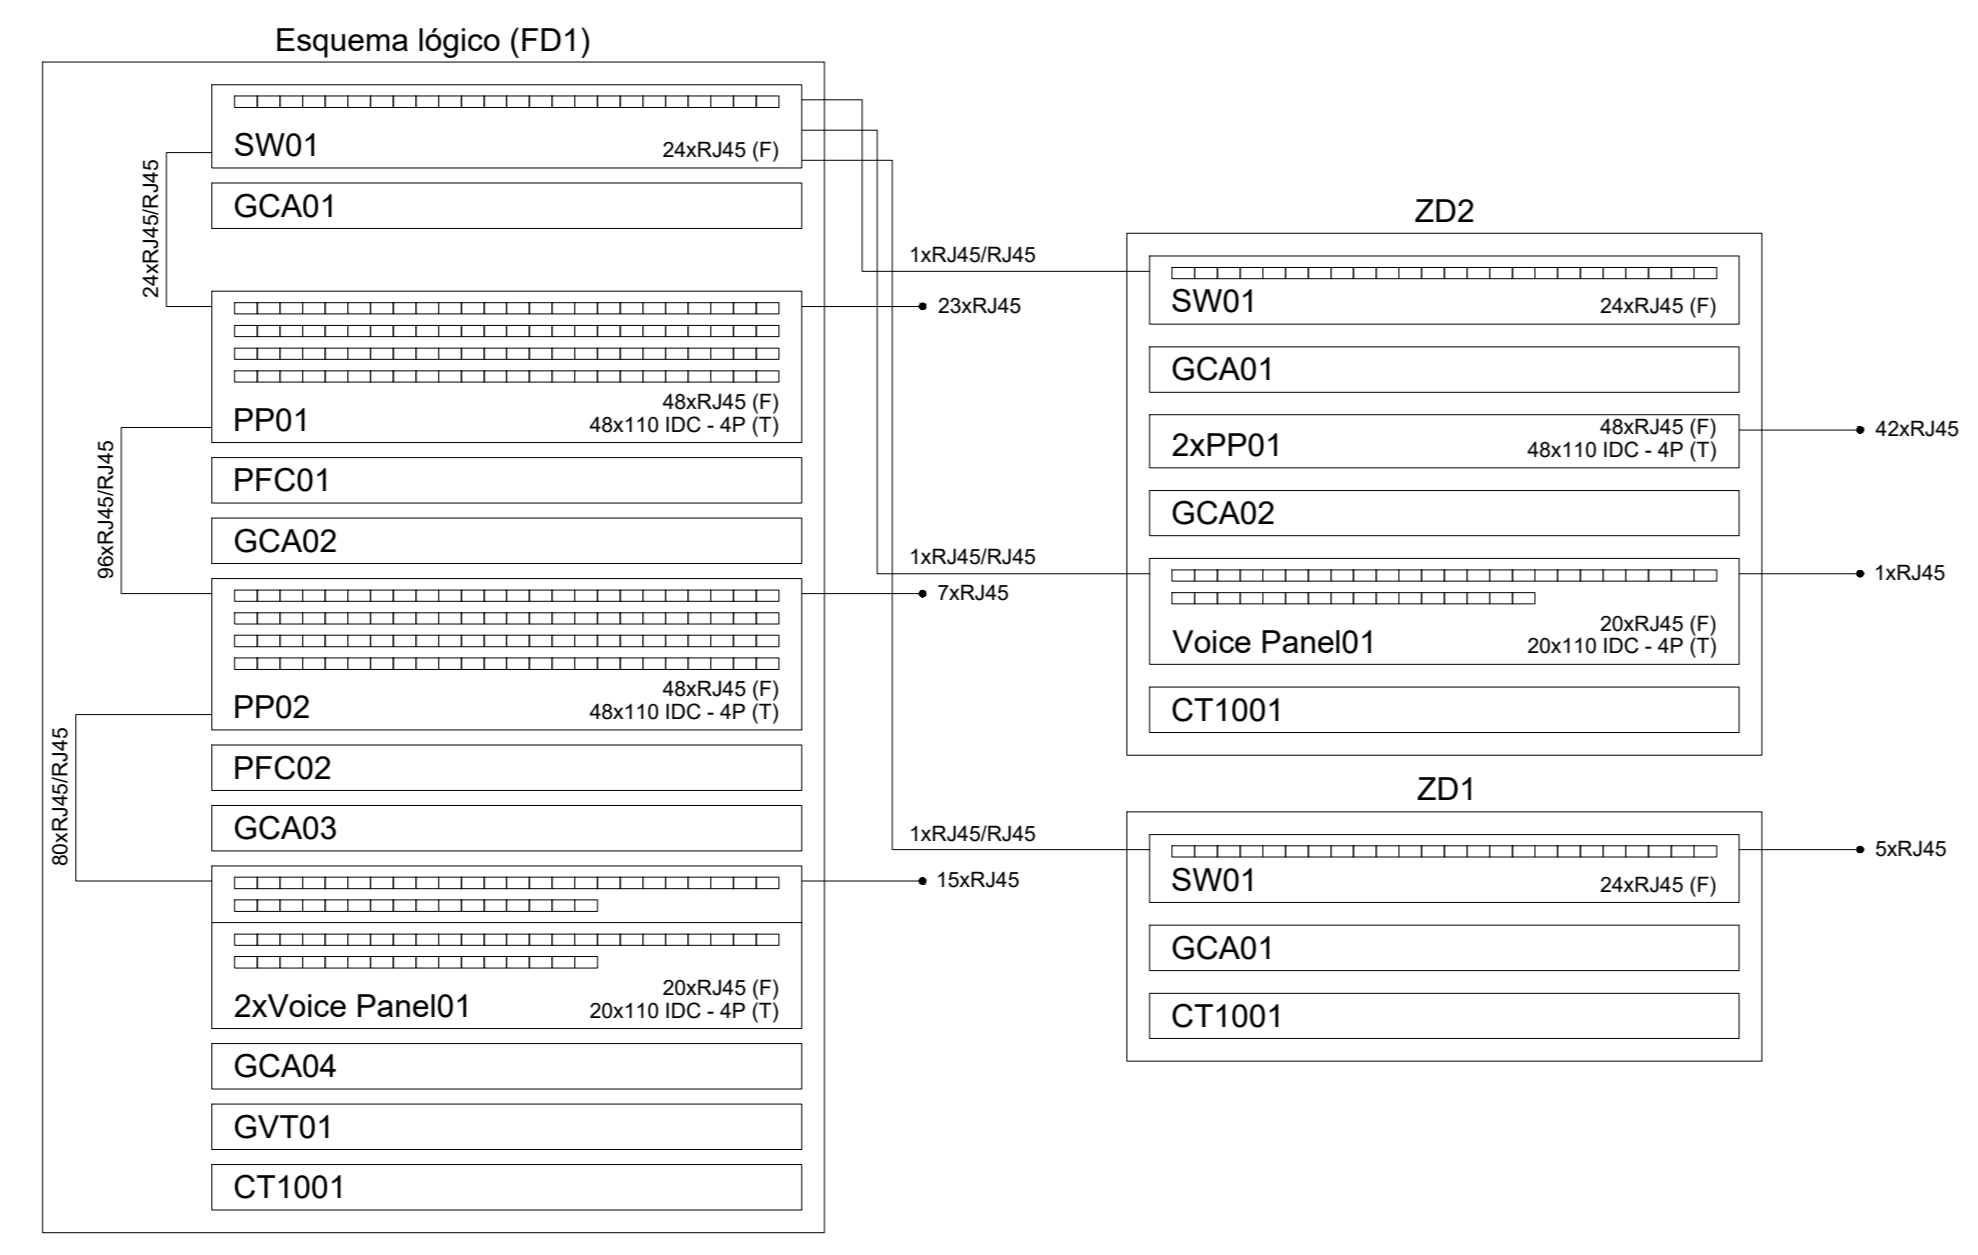 Esquema lógico (FD1)
SW01
24xRJ45 (F)
24xRJ45/RJ45
GCA01
PP01
48xRJ45 (F)
48x110 IDC - 4P (T)
23xRJ45
96xRJ45/RJ45
PFC01
GCA02
PP02
48xRJ45 (F)
48x110 IDC - 4P (T)
7xRJ45
80xRJ45/RJ45
PFC02
GCA03
2xVoice Panel01
20xRJ45 (F)
20x110 IDC - 4P (T)
15xRJ45
GCA04
GVT01
CT1001
1xRJ45/RJ45
1xRJ45/RJ45
1xRJ45/RJ45
ZD2
SW01
24xRJ45 (F)
GCA01
2xPP01
48xRJ45 (F)
48x110 IDC - 4P (T)
42xRJ45
GCA02
Voice Panel01
20xRJ45 (F)
20x110 IDC - 4P (T)
1xRJ45
CT1001
ZD1
SW01
24xRJ45 (F)
5xRJ45
GCA01
CT1001